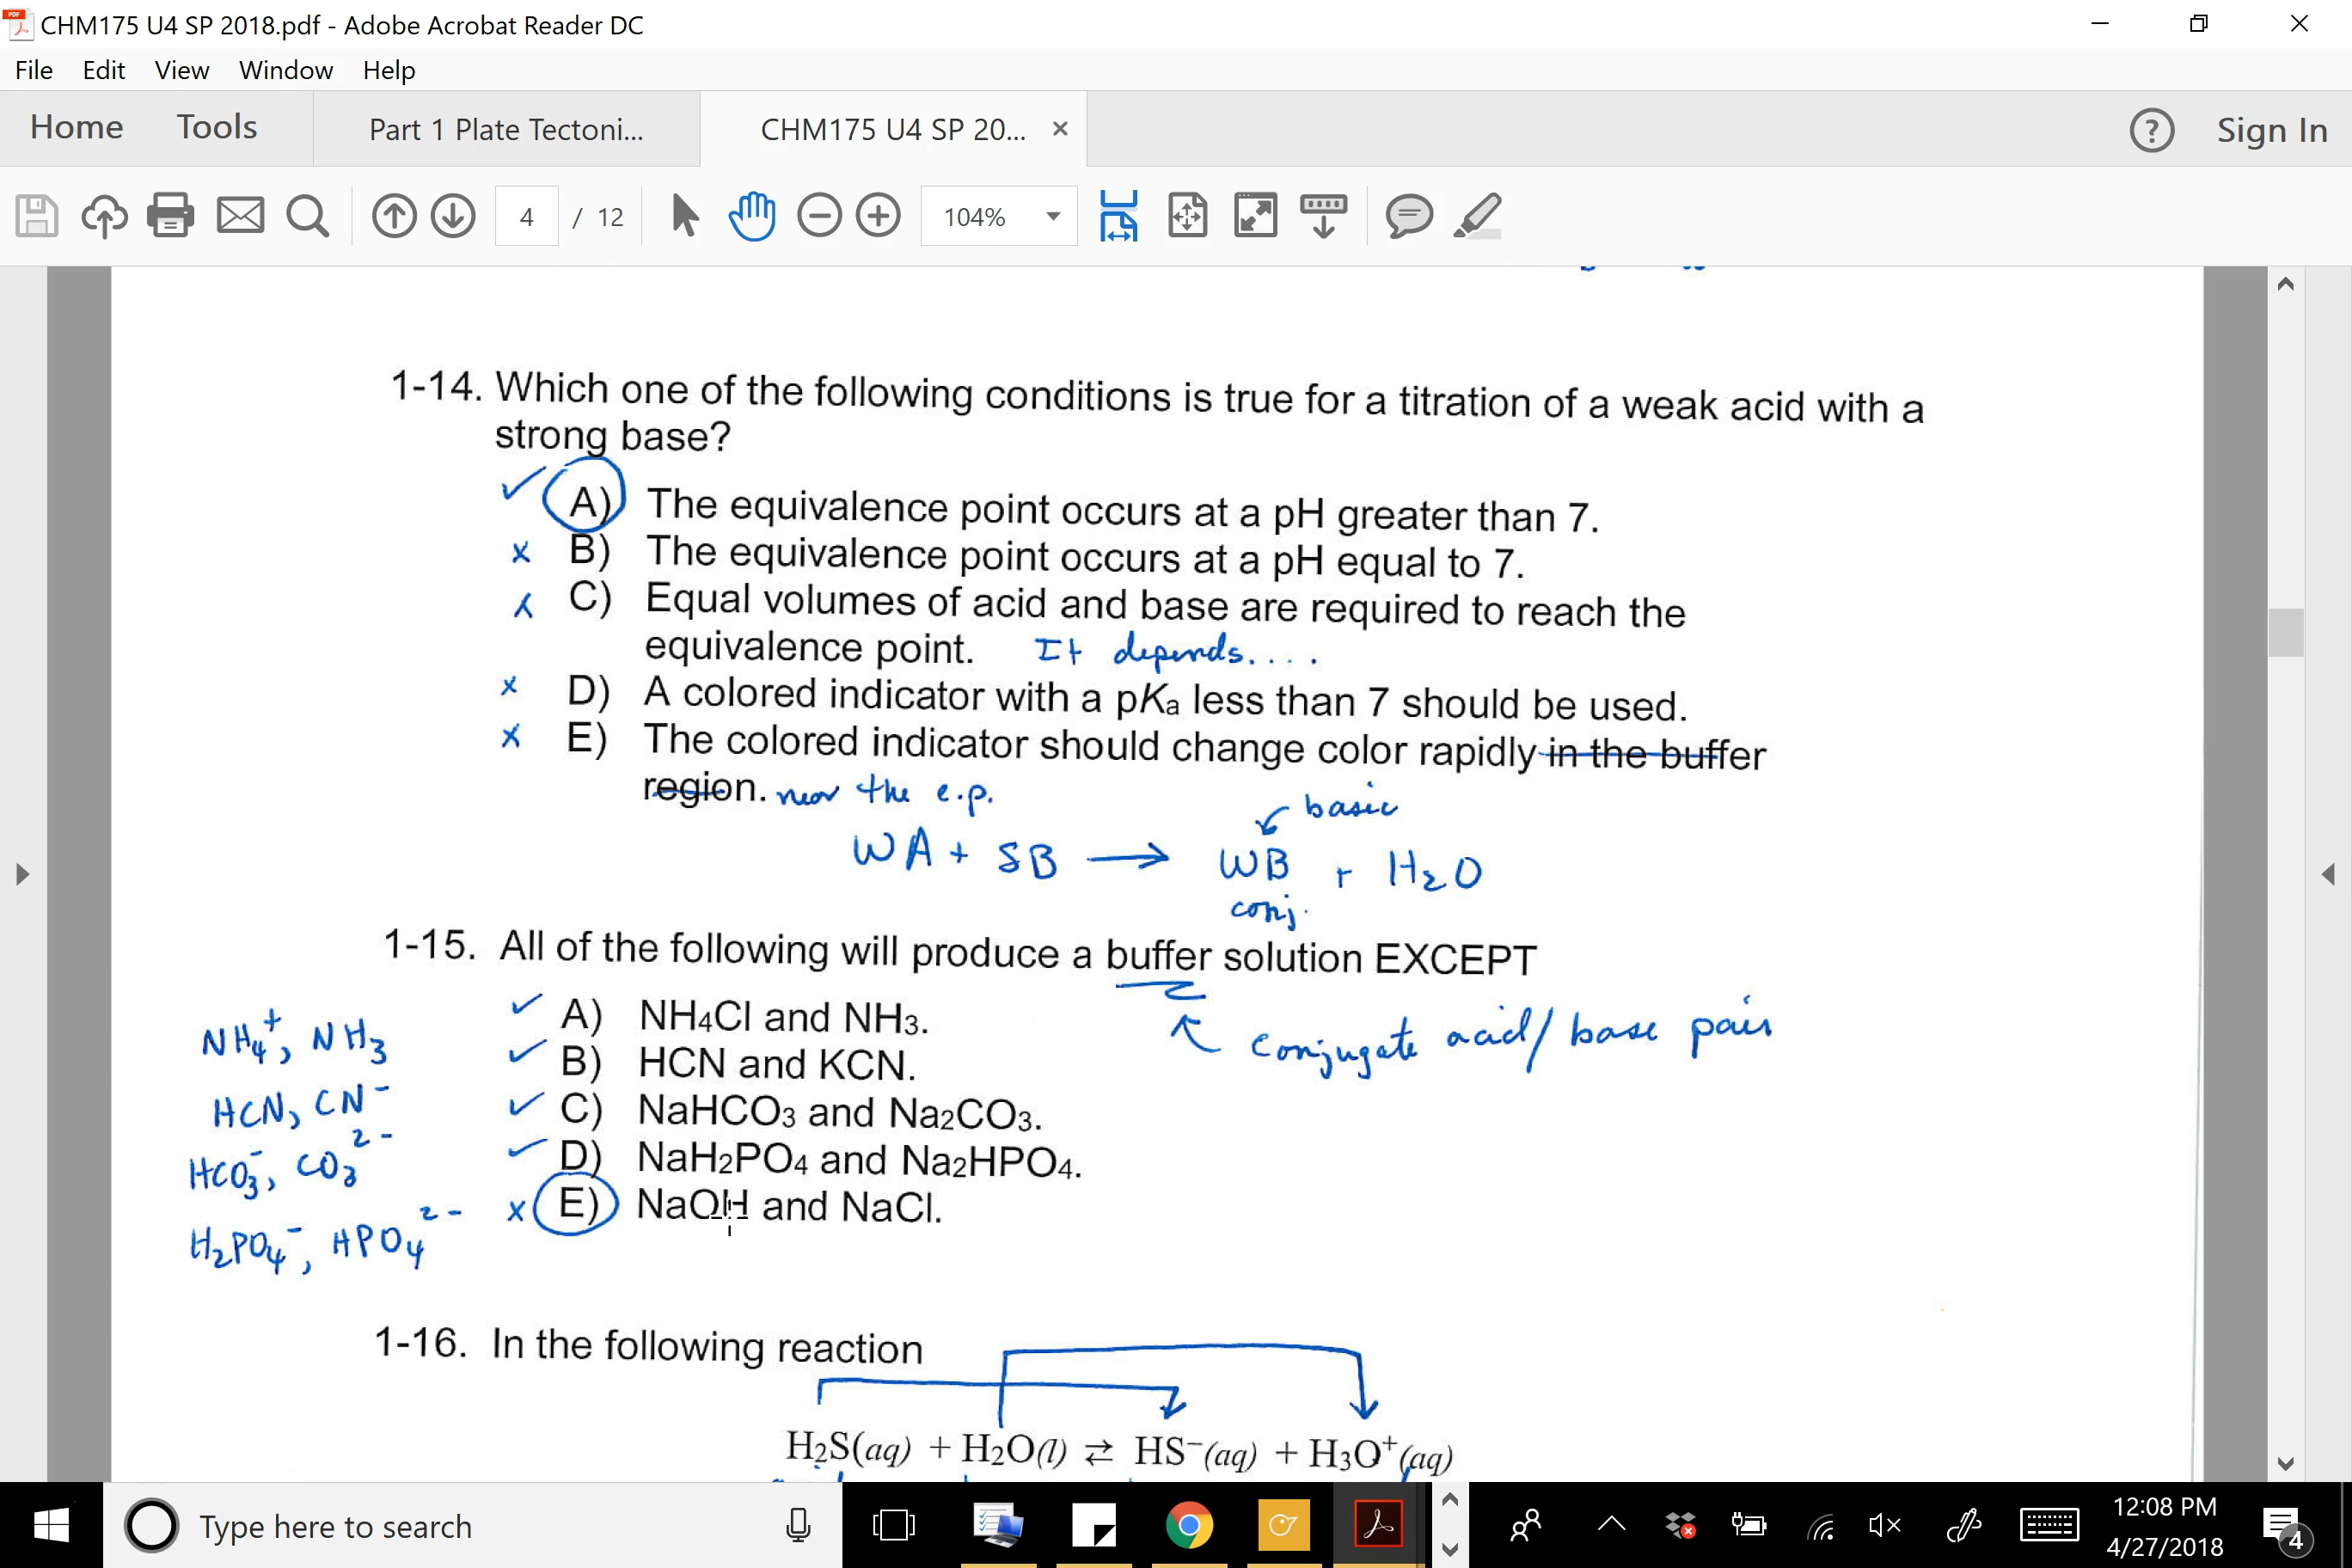 CHM175 U4 SP 2018.pdf - Adobe Acrobat Reader DC
File Edit View Window Help
Home Tools Part 1 Plate Tectoni... CHM175 U4 SP 20... × ? Sign In
4 / 12 104%
1-14. Which one of the following conditions is true for a titration of a weak acid with a
strong base?
✓ A) The equivalence point occurs at a pH greater than 7.
x B) The equivalence point occurs at a pH equal to 7.
x C) Equal volumes of acid and base are required to reach the
equivalence point. It depends....
x D) A colored indicator with a pKa less than 7 should be used.
x E) The colored indicator should change color rapidly in the buffer
region. near the e.p.
basic
WA + SB → WB + H2O
conj.
1-15. All of the following will produce a buffer solution EXCEPT
✓ A) NH4Cl and NH3.
conjugate acid/base pair
NH4+, NH3
✓ B) HCN and KCN.
HCN, CN-
✓ C) NaHCO3 and Na2CO3.
HCO3-, CO3 2-
✓ D) NaH2PO4 and Na2HPO4.
x E) NaOH and NaCl.
H2PO4-, HPO4 2-
1-16. In the following reaction
H2S(aq) + H2O(l) ⇄ HS−(aq) + H3O+(aq)
Type here to search
12:08 PM
4/27/2018
4